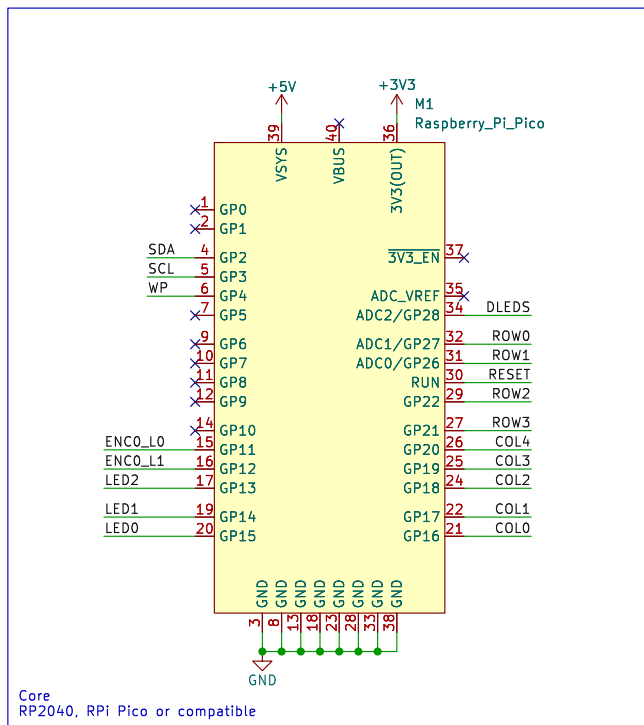 +5V
+3V3
M1
Raspberry_Pi_Pico
39
40
36
VSYS
VBUS
3V3(OUT)
1 GP0
2 GP1
SDA 4 GP2
SCL 5 GP3
WP 6 GP4
7 GP5
9 GP6
10 GP7
11 GP8
12 GP9
14 GP10
ENC0_L0 15 GP11
ENC0_L1 16 GP12
LED2 17 GP13
LED1 19 GP14
LED0 20 GP15
3V3_EN 37
ADC_VREF 35
ADC2/GP28 34 DLEDS
ADC1/GP27 32 ROW0
ADC0/GP26 31 ROW1
RUN 30 RESET
GP22 29 ROW2
GP21 27 ROW3
GP20 26 COL4
GP19 25 COL3
GP18 24 COL2
GP17 22 COL1
GP16 21 COL0
GND GND GND GND GND GND GND GND
3 8 13 18 23 28 33 38
GND
Core
RP2040, RPi Pico or compatible